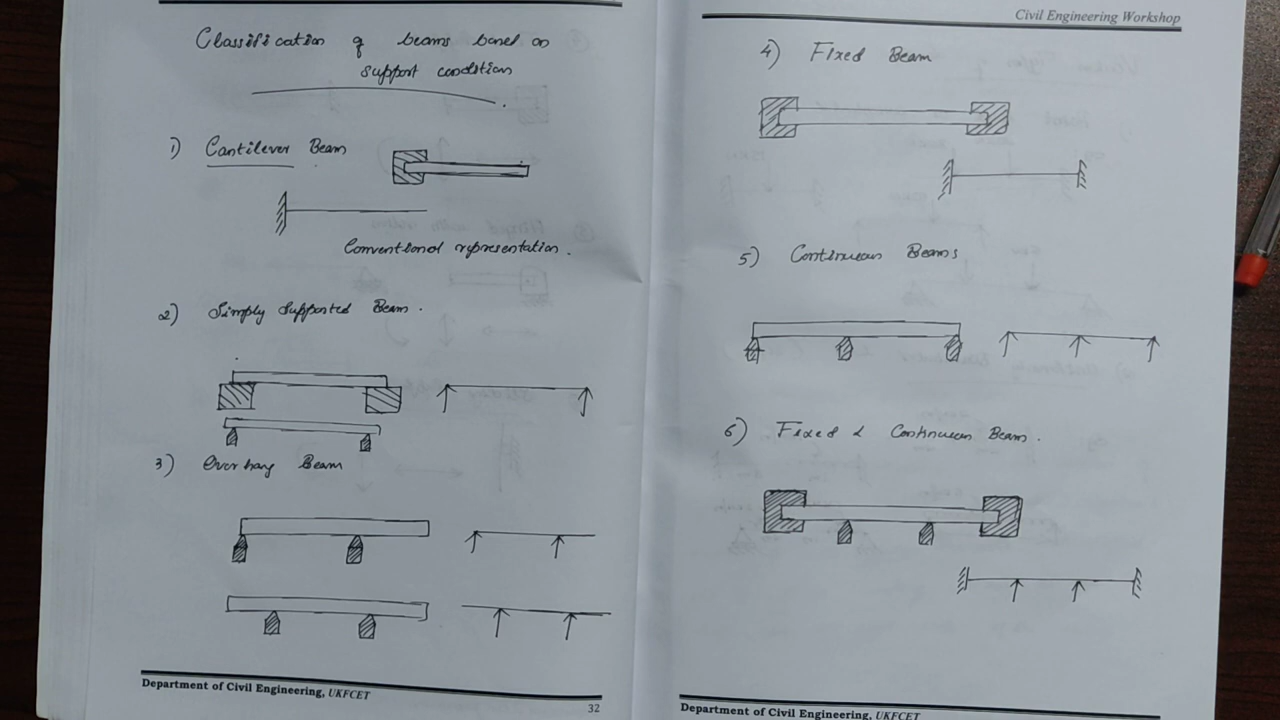 Classification of beams based on
support condition
1) Cantilever Beam
Conventional representation.
2) Simply Supported Beam.
3) Over hang Beam
Department of Civil Engineering, UKFCET
32
Civil Engineering Workshop
4) Fixed Beam
5) Continuous Beams
6) Fixed & Continuous Beam.
Department of Civil Engineering, UKFCET